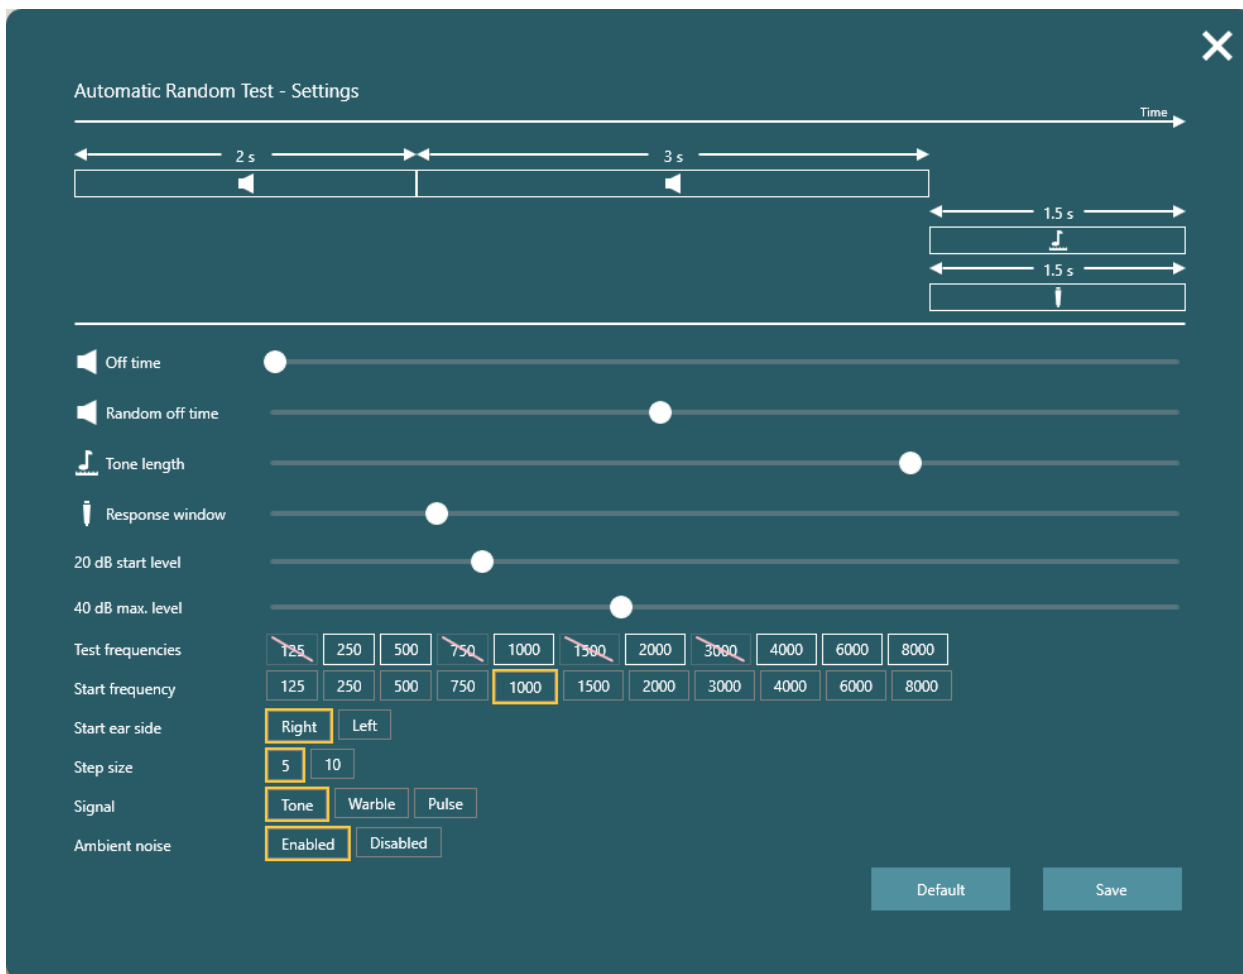 Automatic Random Test - Settings
Time
2 s 3 s
1.5 s
1.5 s
Off time
Random off time
Tone length
Response window
20 dB start level
40 dB max. level
Test frequencies 125 250 500 750 1000 1500 2000 3000 4000 6000 8000
Start frequency 125 250 500 750 1000 1500 2000 3000 4000 6000 8000
Start ear side Right Left
Step size 5 10
Signal Tone Warble Pulse
Ambient noise Enabled Disabled
Default Save